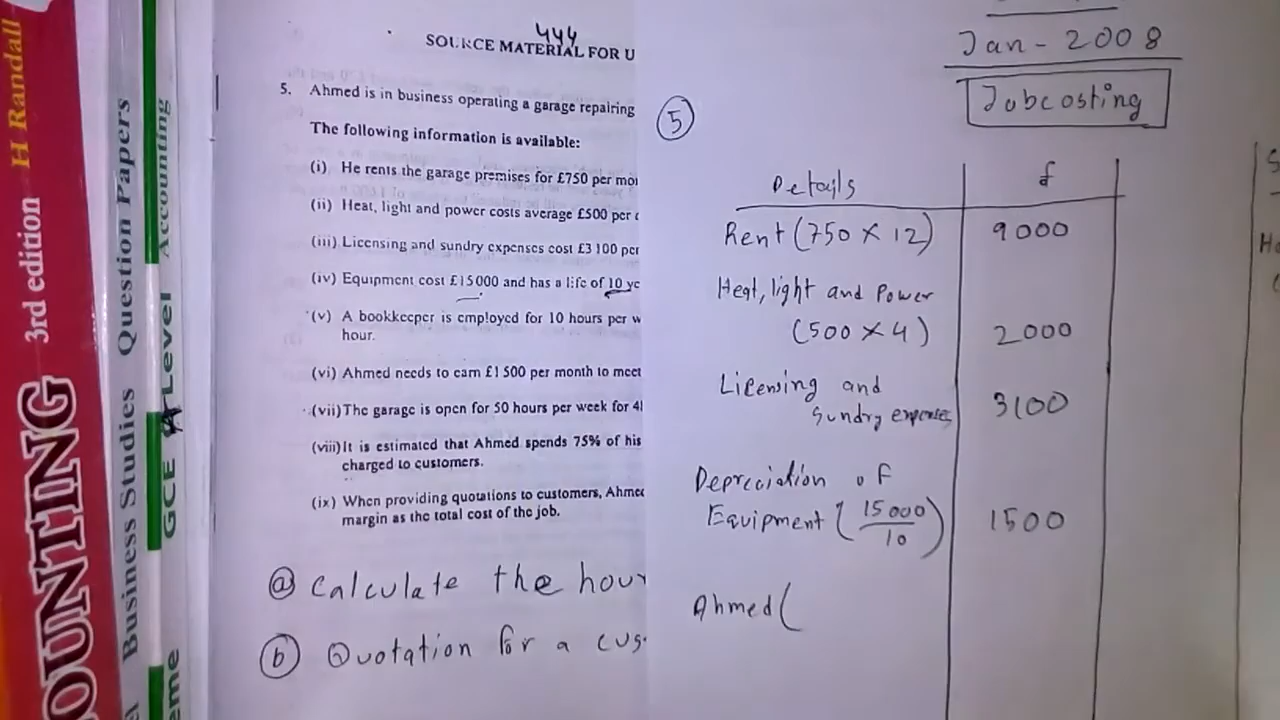 H Randall
3rd edition
OUNTING
Question Papers
Business Studies
Accounting
GCE A Level
eme
444
SOURCE MATERIAL FOR U
5. Ahmed is in business operating a garage repairing
The following information is available:
(i) He rents the garage premises for £750 per mo
(ii) Heat, light and power costs average £500 per
(iii) Licensing and sundry expenses cost £3 100 per
(iv) Equipment cost £15000 and has a life of 10 ye
(v) A bookkeeper is employed for 10 hours per w
hour.
(vi) Ahmed needs to earn £1 500 per month to meet
(vii) The garage is open for 50 hours per week for 4
(viii) It is estimated that Ahmed spends 75% of his
charged to customers.
(ix) When providing quotations to customers, Ahmed
margin as the total cost of the job.
(a) Calculate the hour
(b) Quotation for a cus
Jan - 2008
Jobcosting
(5)
Details £
Rent (750 × 12) 9000
Heat, light and Power
(500 × 4) 2000
Licensing and
Sundry expenses 3100
Depreciation of
Equipment (15000/10) 1500
Ahmed (